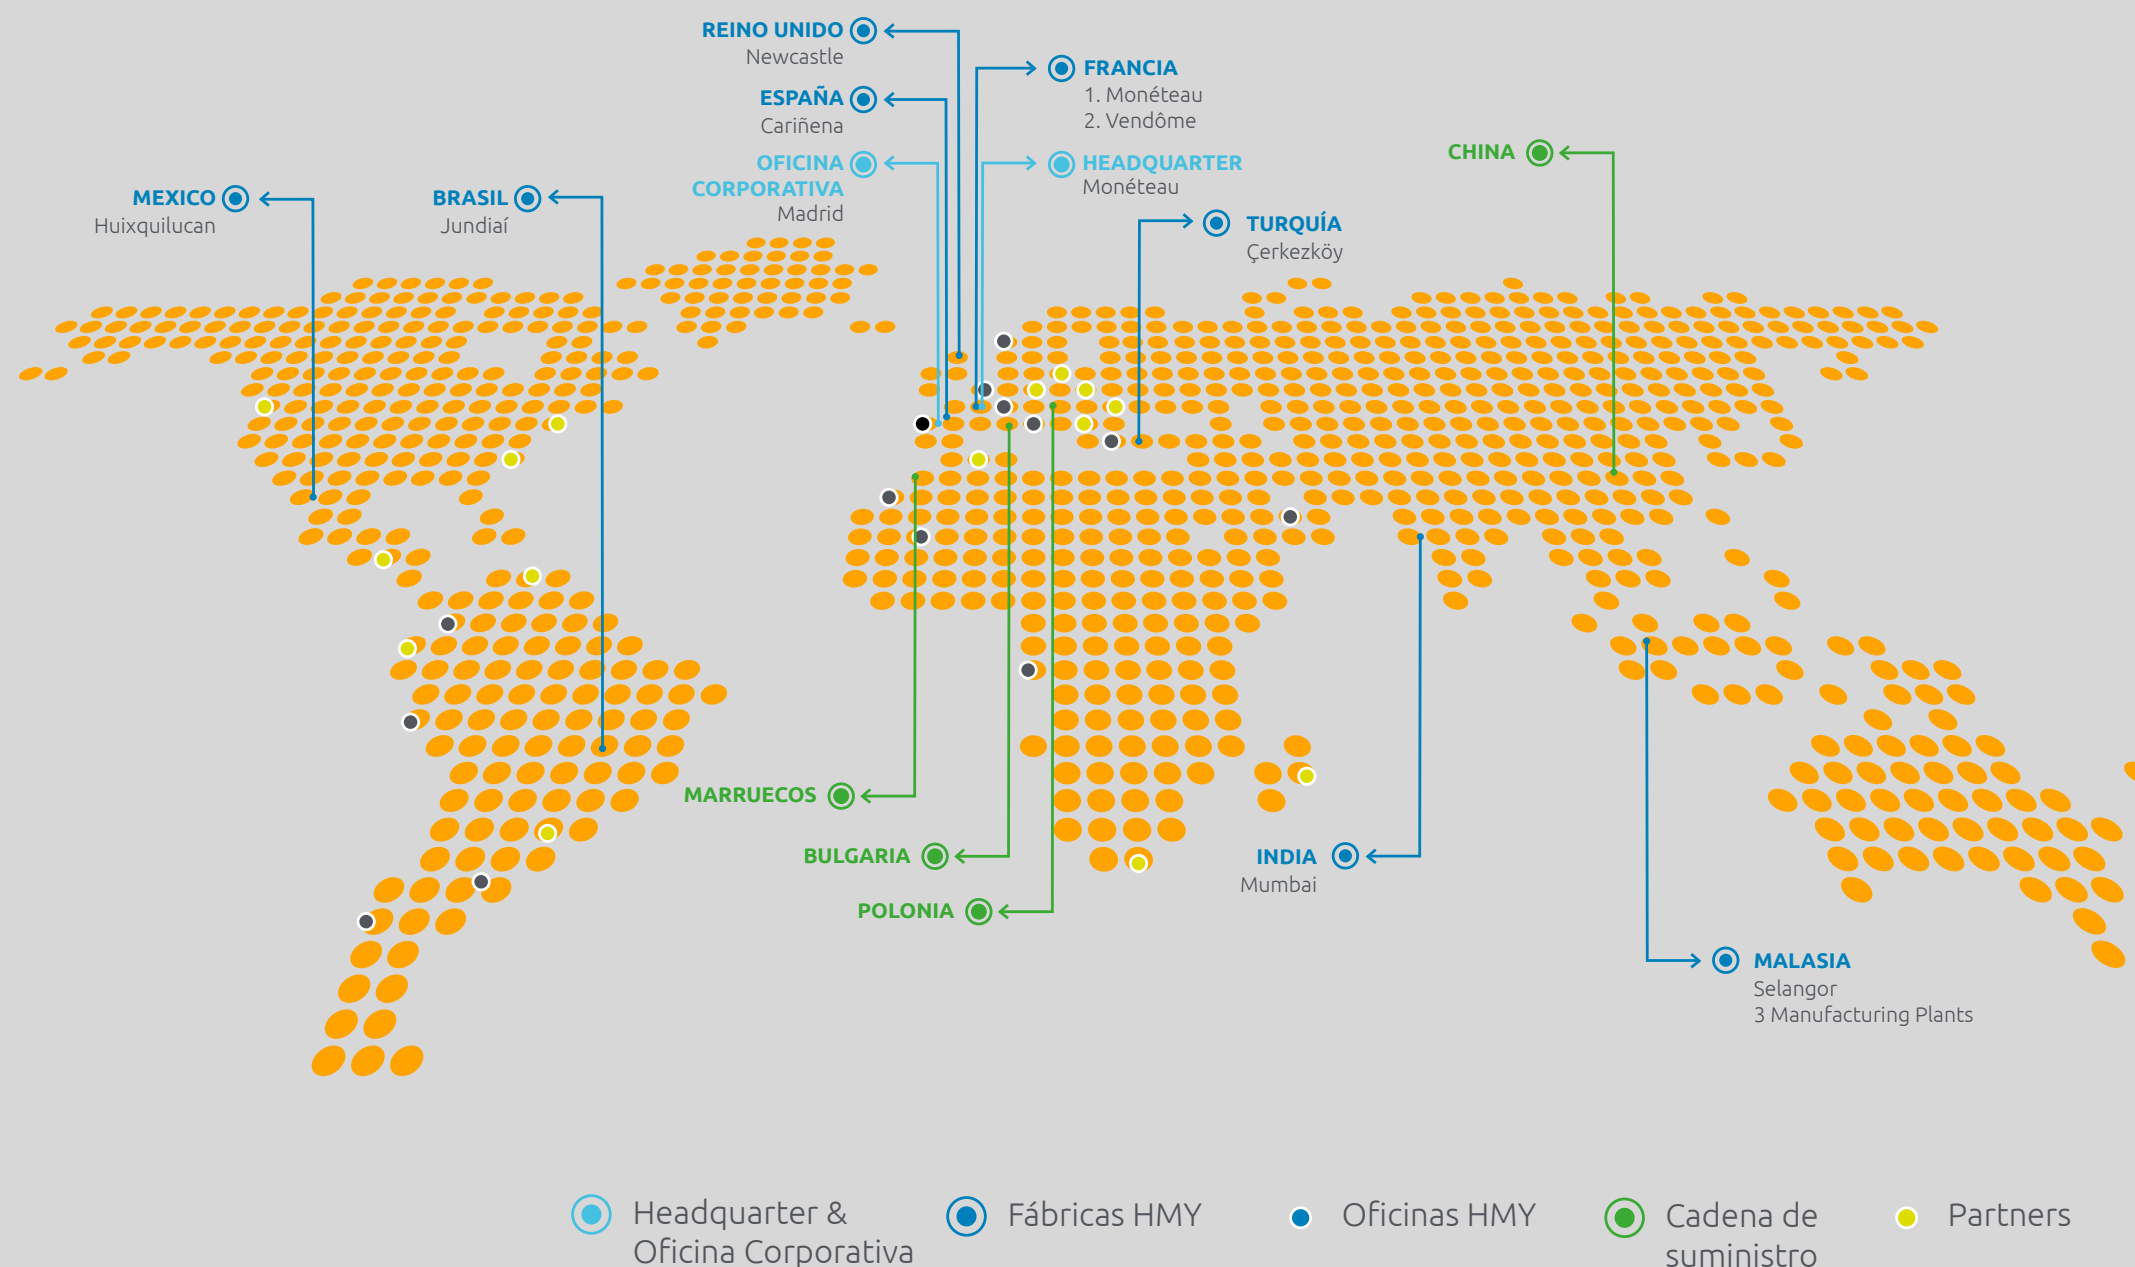 REINO UNIDO
Newcastle
FRANCIA
1. Monéteau
2. Vendôme
ESPAÑA
Cariñena
OFICINA
CORPORATIVA
Madrid
HEADQUARTER
Monéteau
CHINA
MEXICO
Huixquilucan
BRASIL
Jundiaí
TURQUÍA
Çerkezköy
MARRUECOS
BULGARIA
POLONIA
INDIA
Mumbai
MALASIA
Selangor
3 Manufacturing Plants
Headquarter &
Oficina Corporativa
Fábricas HMY
Oficinas HMY
Cadena de
suministro
Partners